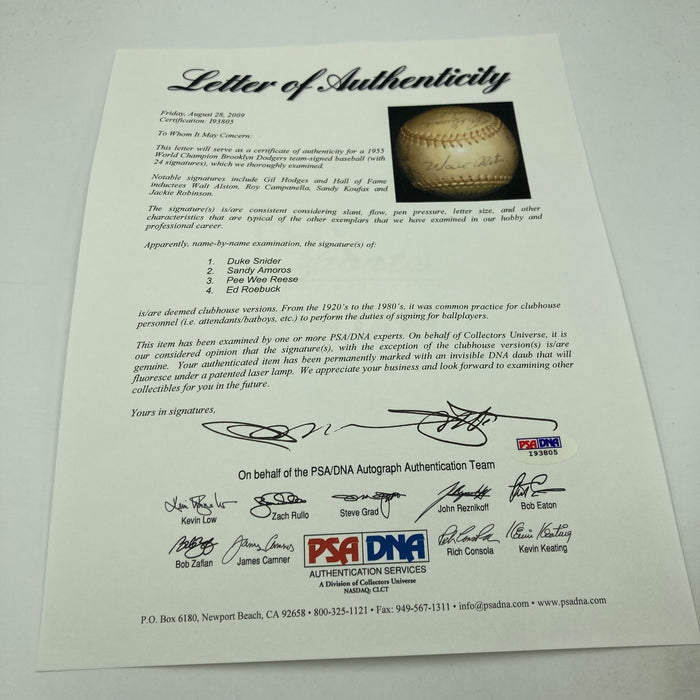 Letter of Authenticity
Friday, August 28, 2009
Certification: I93805
To Whom It May Concern:
This letter will serve as a certificate of authenticity for a 1955
World Champion Brooklyn Dodgers team-signed baseball (with
24 signatures), which we thoroughly examined.
Notable signatures include Gil Hodges and Hall of Fame
inductees Walt Alston, Roy Campanella, Sandy Koufax and
Jackie Robinson.
The signature(s) is/are consistent considering slant, flow, pen pressure, letter size, and other
characteristics that are typical of the other exemplars that we have examined in our hobby and
professional career.
Apparently, name-by-name examination, the signature(s) of:
1. Duke Snider
2. Sandy Amoros
3. Pee Wee Reese
4. Ed Roebuck
is/are deemed clubhouse versions. From the 1920's to the 1980's, it was common practice for clubhouse
personnel (i.e. attendants/batboys, etc.) to perform the duties of signing for ballplayers.
This item has been examined by one or more PSA/DNA experts. On behalf of Collectors Universe, it is
our considered opinion that the signature(s), with the exception of the clubhouse version(s) is/are
genuine. Your authenticated item has been permanently marked with an invisible DNA daub that will
fluoresce under a patented laser lamp. We appreciate your business and look forward to examining other
collectibles for you in the future.
Yours in signatures,
PSA DNA
I93805
On behalf of the PSA/DNA Autograph Authentication Team
Kevin Low Zach Rullo Steve Grad John Reznikoff Bob Eaton
Bob Zafian James Camner Rich Consola Kevin Keating
PSA DNA
AUTHENTICATION SERVICES
A Division of Collectors Universe
NASDAQ: CLCT
P.O. Box 6180, Newport Beach, CA 92658 • 800-325-1121 • Fax: 949-567-1311 • info@psadna.com • www.psadna.com